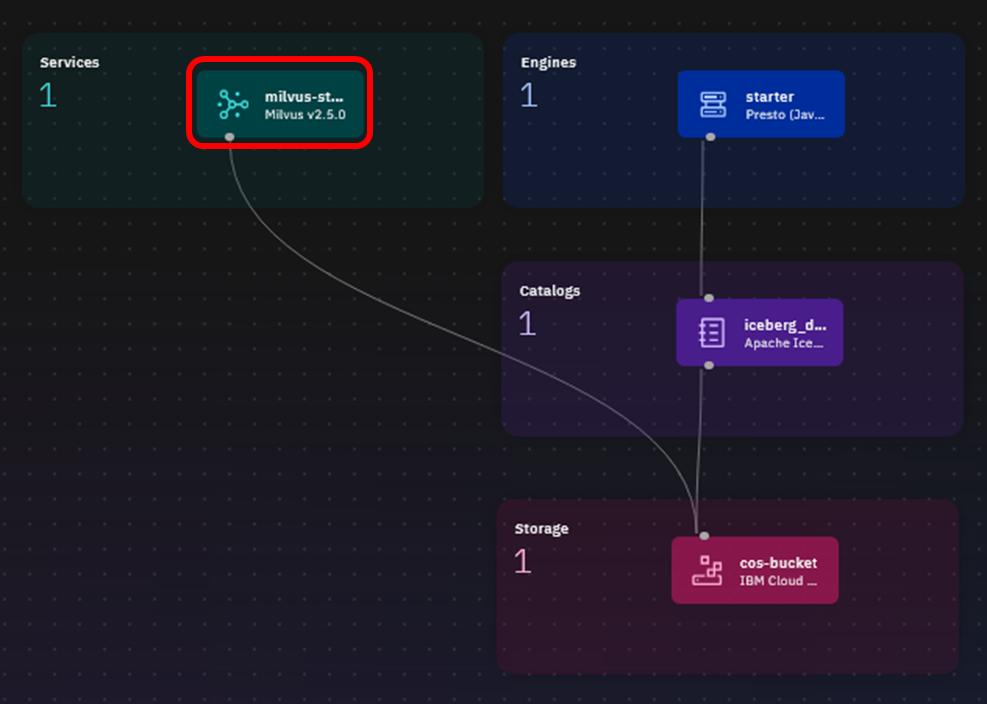 Services
1
milvus-st...
Milvus v2.5.0
Engines
1
starter
Presto (Jav...
Catalogs
1
iceberg_d...
Apache Ice...
Storage
1
cos-bucket
IBM Cloud ...